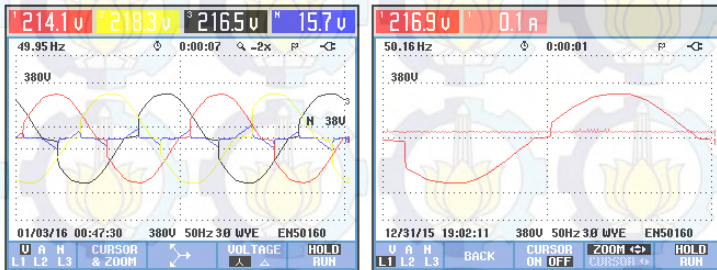 1 214.1 V 2 218.3 V 3 216.5 V N 15.7 V
49.95 Hz 0:00:07 -2x P
380V
3
N 38V
01/03/16 00:47:30 380V 50Hz 3Ø WYE EN50160
V A N
L1 L2 L3
CURSOR
& ZOOM
VOLTAGE
HOLD
RUN
1 216.9 V 1 0.1 A
50.16 Hz 0:00:01 P
380V
1
12/31/15 19:02:11 380V 50Hz 3Ø WYE EN50160
V A N
L1 L2 L3
BACK
CURSOR
ON OFF
ZOOM
CURSOR
HOLD
RUN